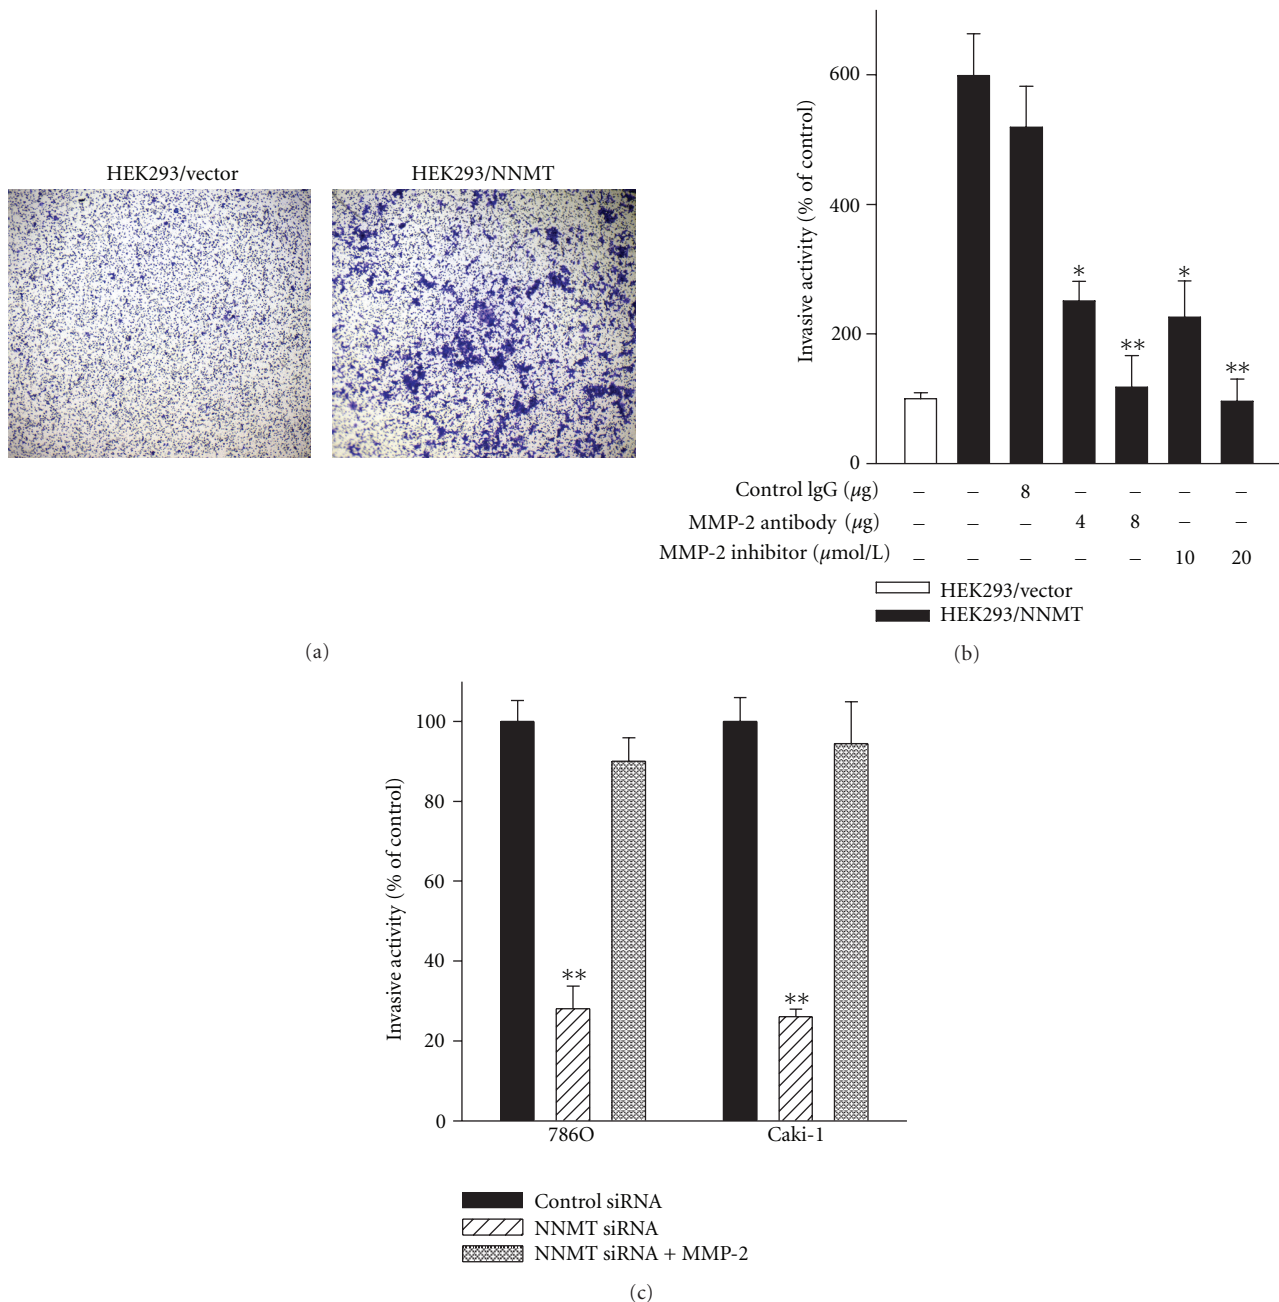 HEK293/vector
HEK293/NNMT
(a)
Invasive activity (% of control)
600
400
200
0
*
**
*
**
Control lgG (μg) – – 8 – – – –
MMP-2 antibody (μg) – – – 4 8 – –
MMP-2 inhibitor (μmol/L) – – – – – 10 20
HEK293/vector
HEK293/NNMT
(b)
Invasive activity (% of control)
100
80
60
40
20
0
**
**
786O Caki-1
Control siRNA
NNMT siRNA
NNMT siRNA + MMP-2
(c)